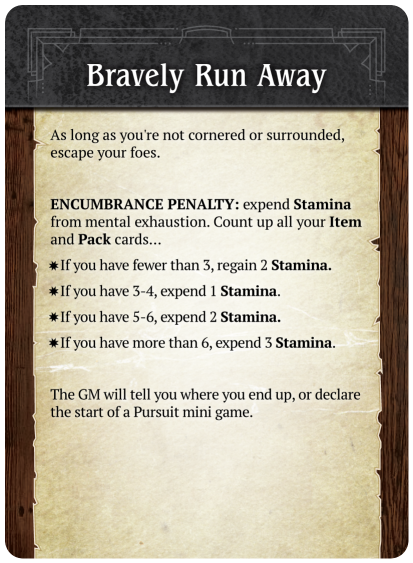 Bravely Run Away
As long as you're not cornered or surrounded,
escape your foes.
ENCUMBRANCE PENALTY: expend Stamina
from mental exhaustion. Count up all your Item
and Pack cards...
✷If you have fewer than 3, regain 2 Stamina.
✷If you have 3-4, expend 1 Stamina.
✷If you have 5-6, expend 2 Stamina.
✷If you have more than 6, expend 3 Stamina.
The GM will tell you where you end up, or declare
the start of a Pursuit mini game.